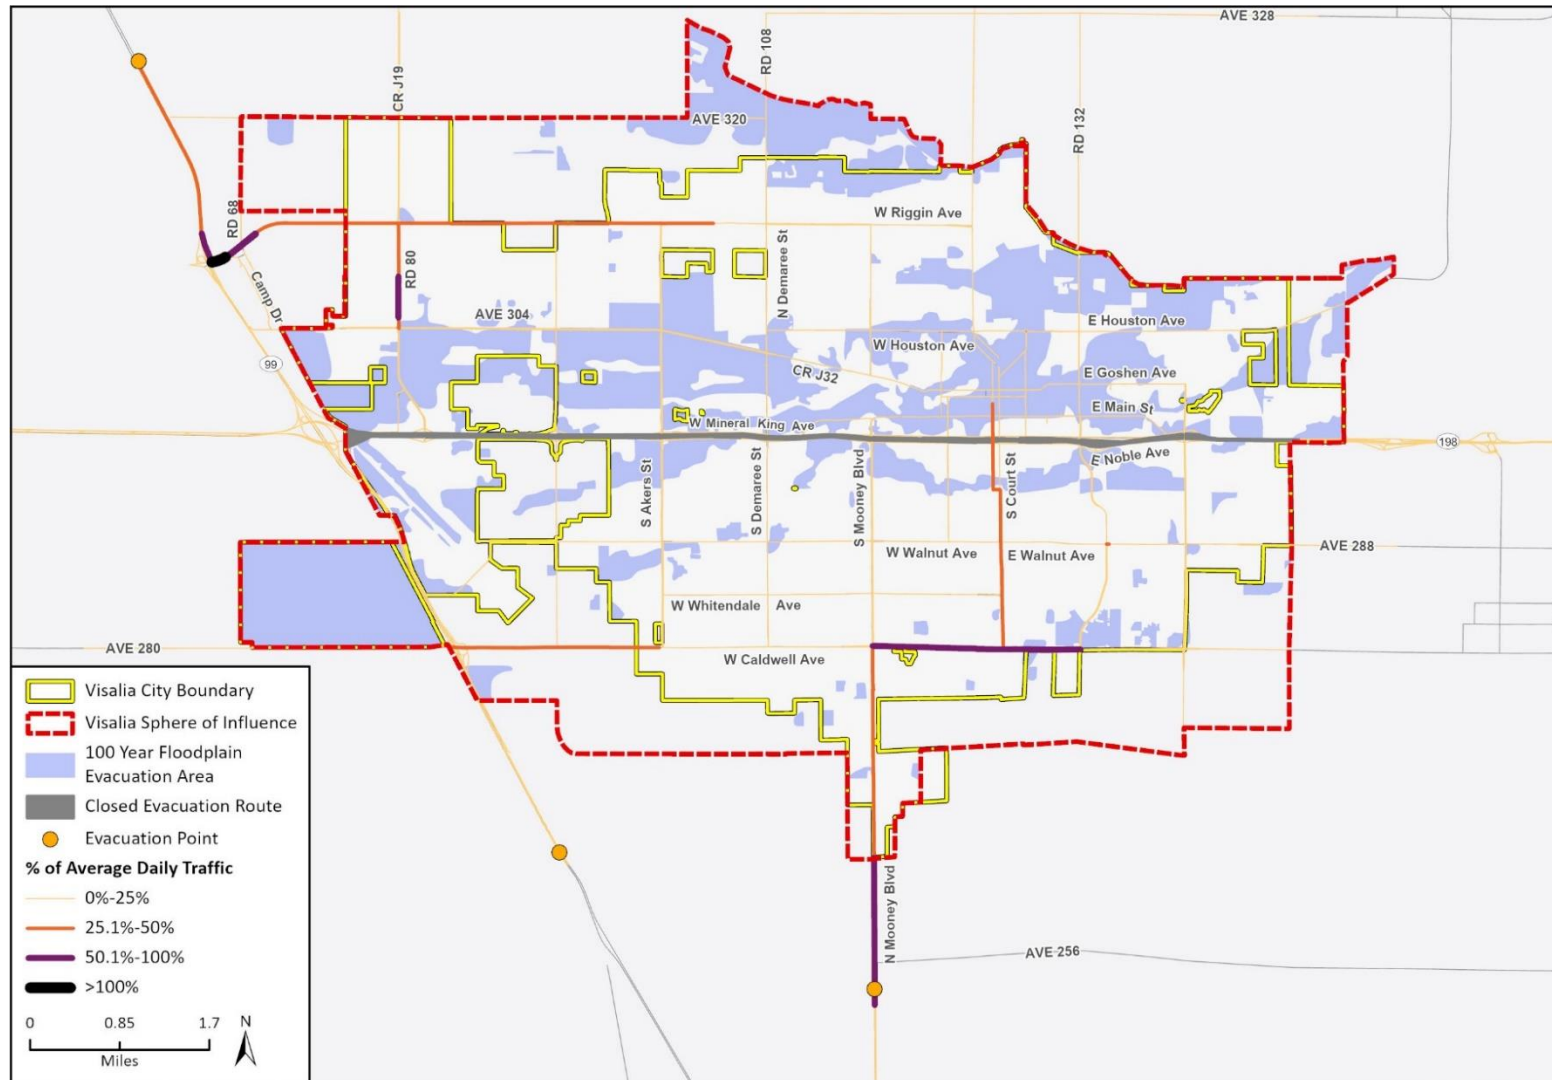 AVE 328
RD 108
CR J19
RD 132
AVE 320
W Riggin Ave
RD 68
N Demaree St
RD 80
Camp Dr
AVE 304
E Houston Ave
W Houston Ave
99
CR J32
E Goshen Ave
E Main St
W Mineral King Ave
198
E Noble Ave
S Akers St
S Demaree St
S Mooney Blvd
S Court St
W Walnut Ave
E Walnut Ave
AVE 288
W Whitendale Ave
AVE 280
W Caldwell Ave
N Mooney Blvd
AVE 256
Visalia City Boundary
Visalia Sphere of Influence
100 Year Floodplain
Evacuation Area
Closed Evacuation Route
Evacuation Point
% of Average Daily Traffic
0%-25%
25.1%-50%
50.1%-100%
>100%
0 0.85 1.7
Miles
N